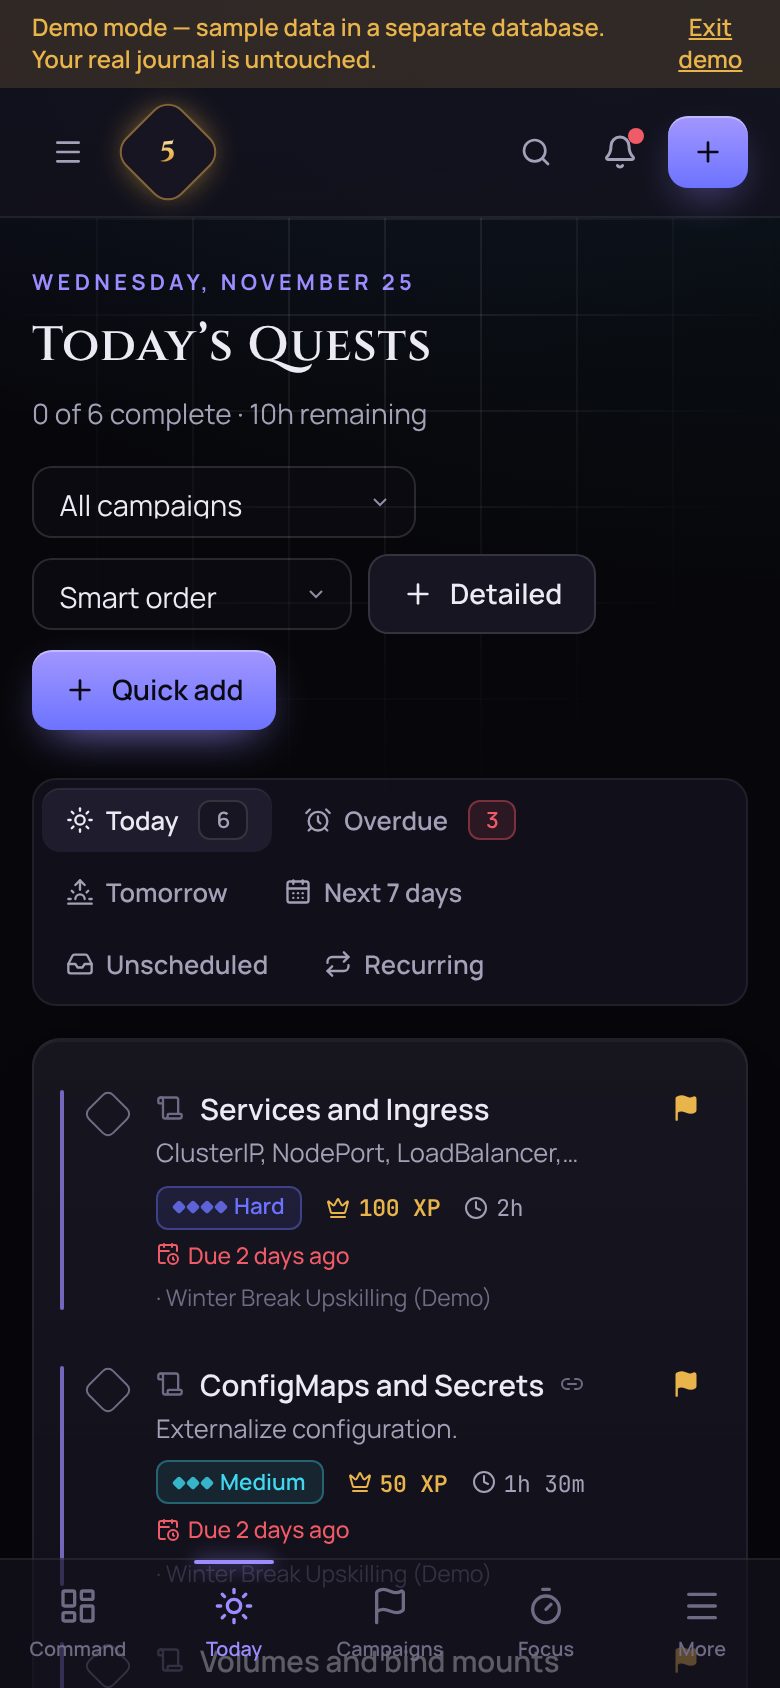 Demo mode — sample data in a separate database.
Your real journal is untouched.
Exit
demo
5
WEDNESDAY, NOVEMBER 25
Today’s Quests
0 of 6 complete · 10h remaining
All campaigns
Smart order
Detailed
Quick add
Today 6
Overdue 3
Tomorrow
Next 7 days
Unscheduled
Recurring
Services and Ingress
ClusterIP, NodePort, LoadBalancer,...
Hard 100 XP 2h
Due 2 days ago
· Winter Break Upskilling (Demo)
ConfigMaps and Secrets
Externalize configuration.
Medium 50 XP 1h 30m
Due 2 days ago
· Winter Break Upskilling (Demo)
Volumes and bind mounts
Command
Today
Campaigns
Focus
More